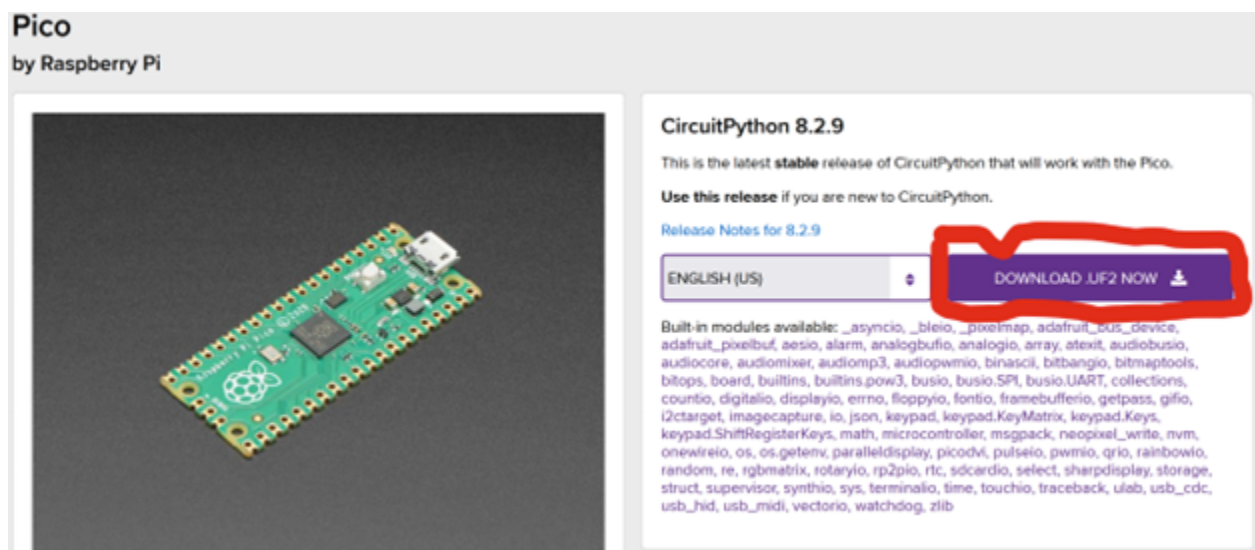 Pico
by Raspberry Pi
CircuitPython 8.2.9
This is the latest stable release of CircuitPython that will work with the Pico.
Use this release if you are new to CircuitPython.
Release Notes for 8.2.9
ENGLISH (US)
DOWNLOAD .UF2 NOW
Built-in modules available: _asyncio, _bleio, _pixelmap, adafruit_bus_device,
adafruit_pixelbuf, aesio, alarm, analogbufio, analogio, array, atexit, audiobusio,
audiocore, audiomixer, audiomp3, audiopwmio, binascii, bitbangio, bitmaptools,
bitops, board, builtins, builtins.pow3, busio, busio.SPI, busio.UART, collections,
countio, digitalio, displayio, errno, floppyio, fontio, framebufferio, getpass, gifio,
i2ctarget, imagecapture, io, json, keypad, keypad.KeyMatrix, keypad.Keys,
keypad.ShiftRegisterKeys, math, microcontroller, msgpack, neopixel_write, nvm,
onewireio, os, os.getenv, paralleldisplay, picodvi, pulseio, pwmio, qrio, rainbowio,
random, re, rgbmatrix, rotaryio, rp2pio, rtc, sdcardio, select, sharpdisplay, storage,
struct, supervisor, synthio, sys, terminalio, time, touchio, traceback, ulab, usb_cdc,
usb_hid, usb_midi, vectorio, watchdog, zlib
Raspberry Pi Pico ©2020